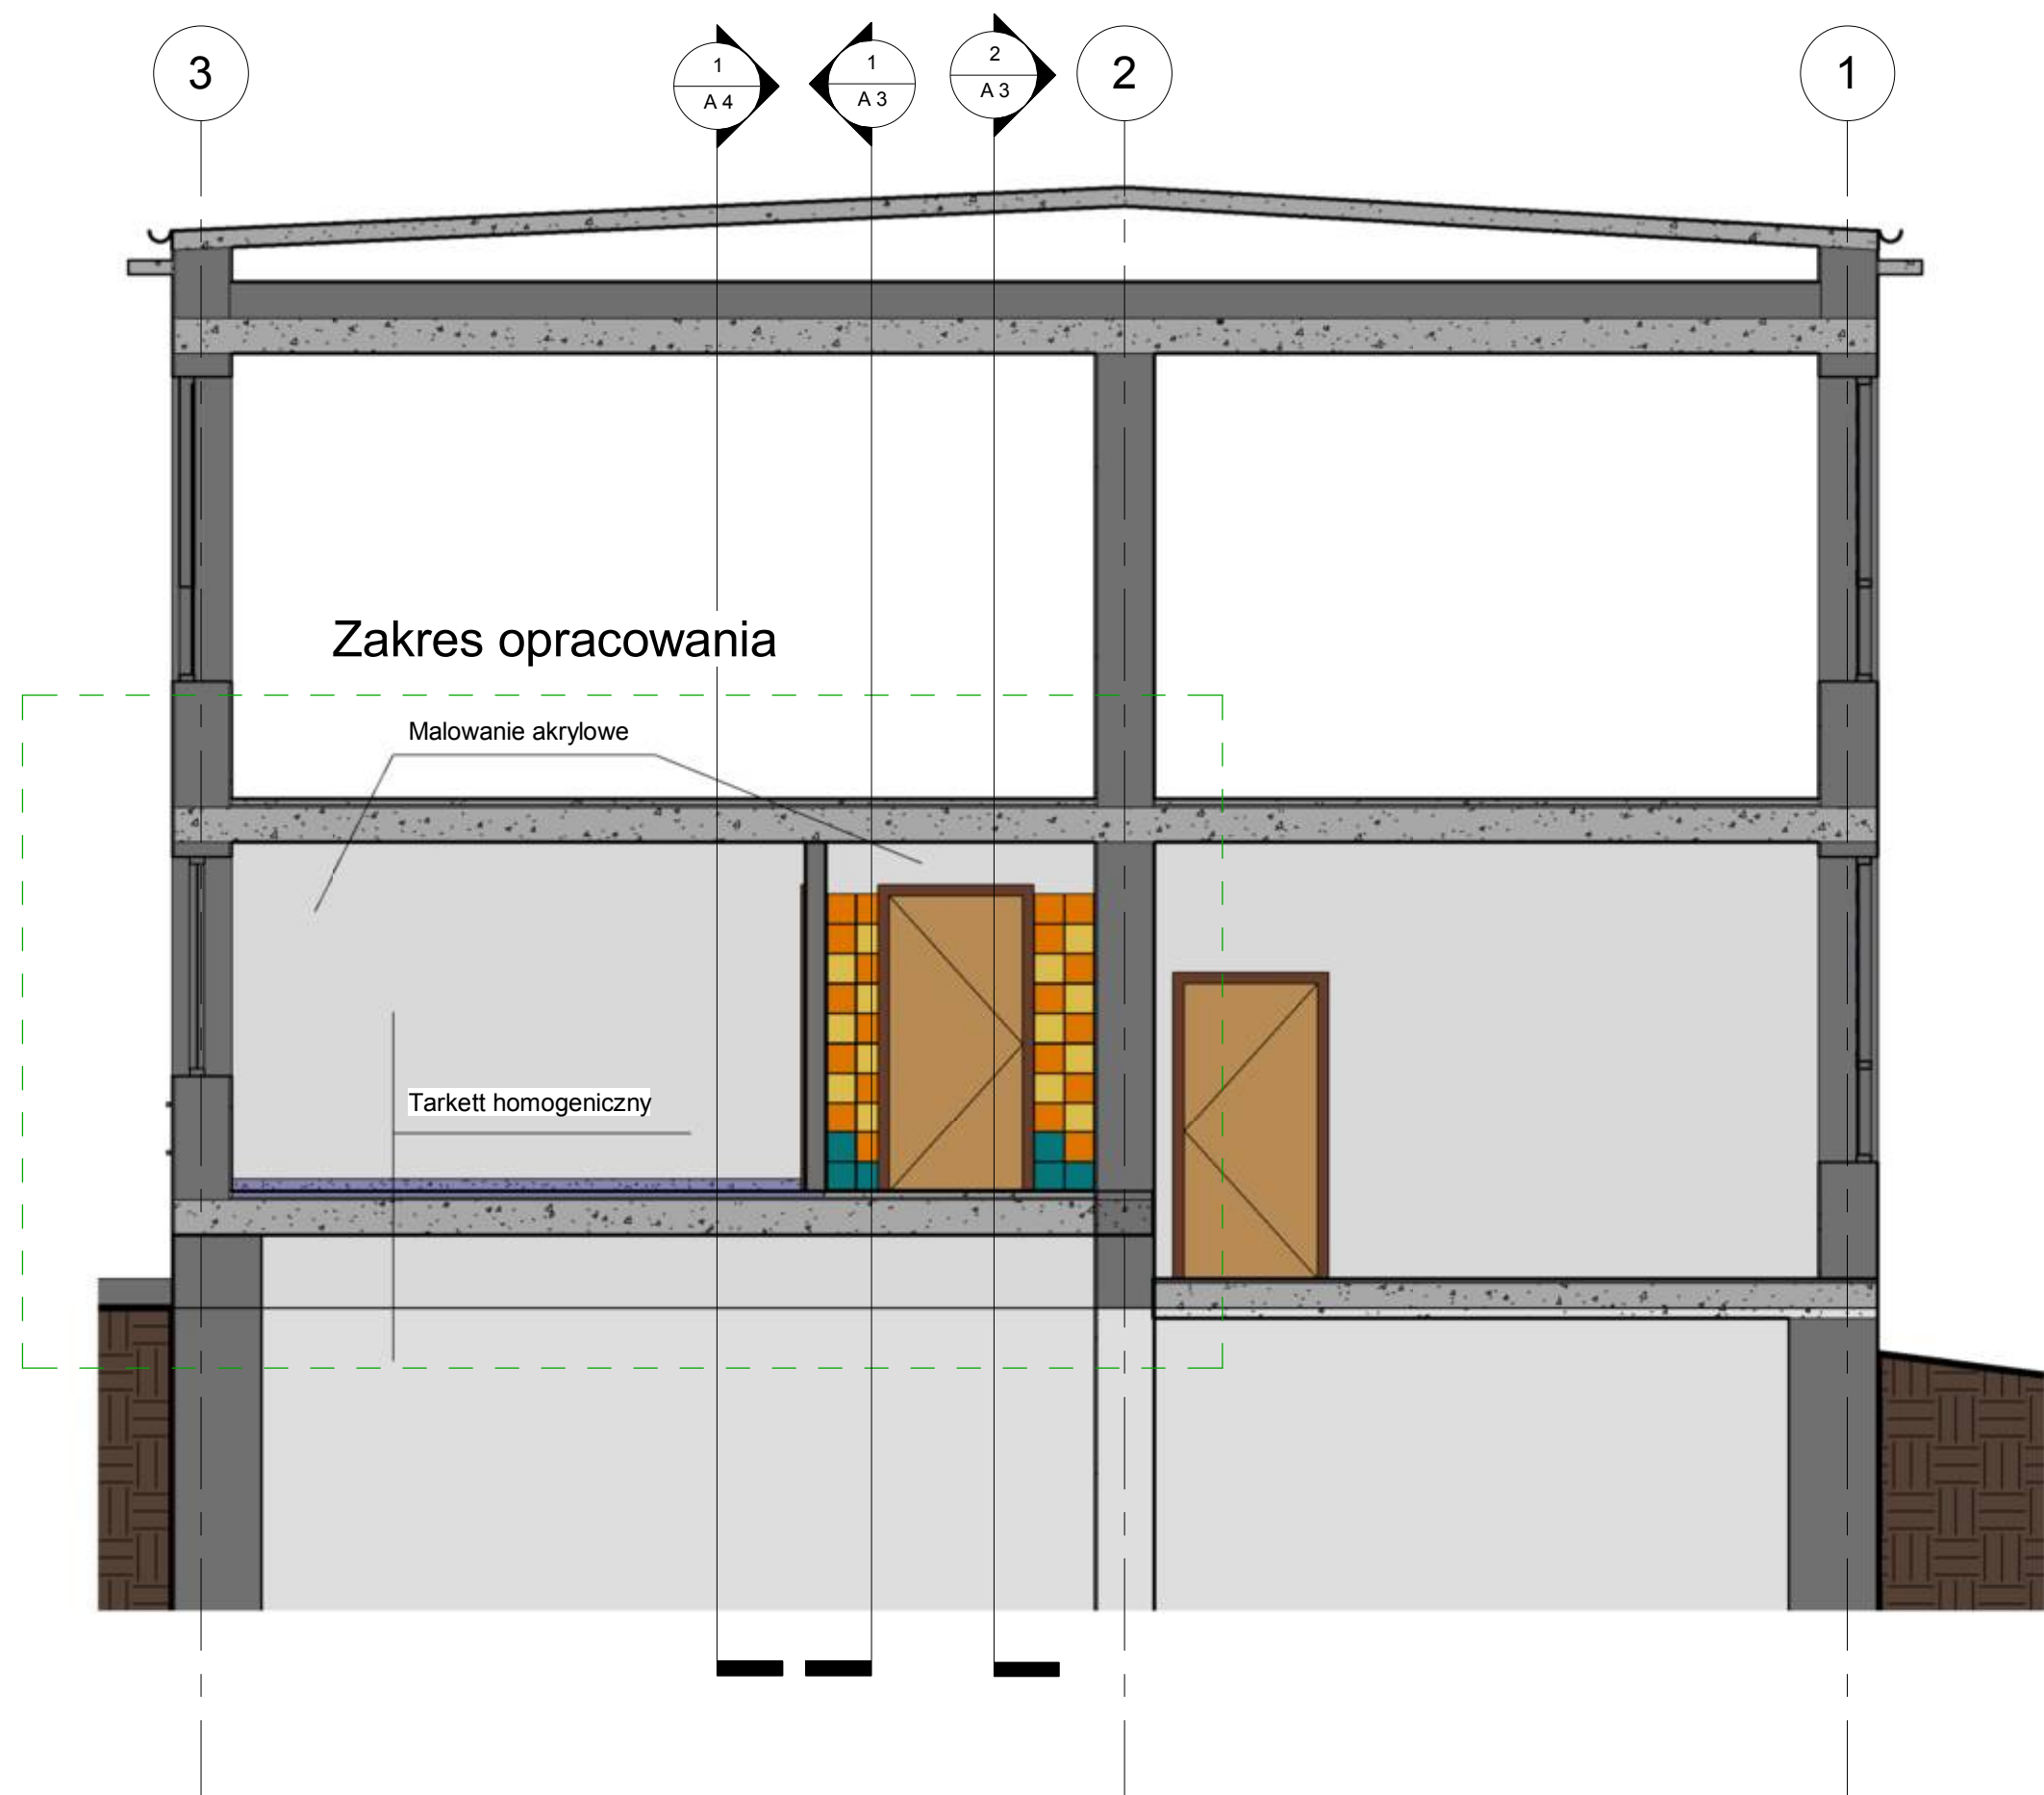 3
1
A 4
1
A 3
2
A 3
2
1
Zakres opracowania
Malowanie akrylowe
Tarkett homogeniczny